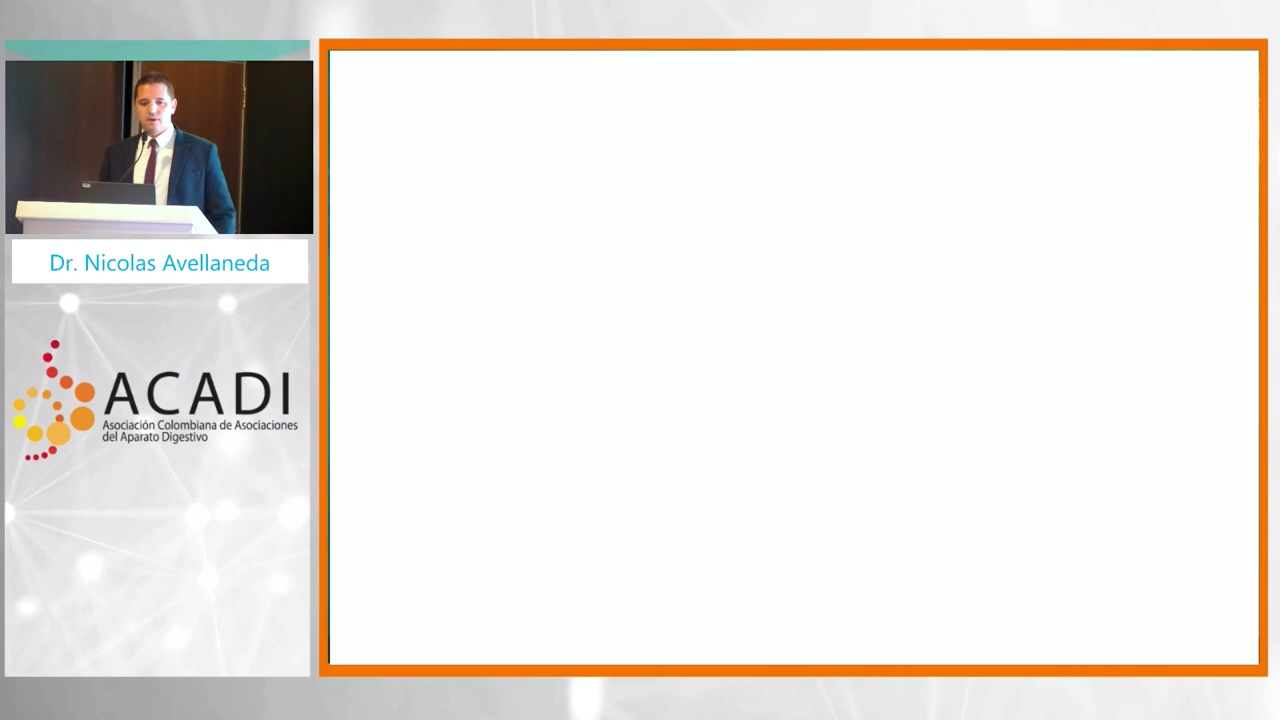 Dr. Nicolas Avellaneda
ACADI
Asociación Colombiana de Asociaciones
del Aparato Digestivo